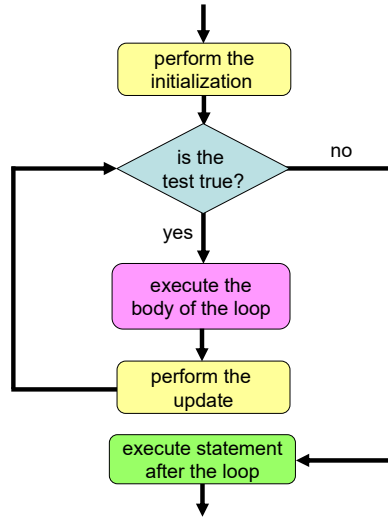 perform the
initialization
is the
test true?
no
yes
execute the
body of the loop
perform the
update
execute statement
after the loop